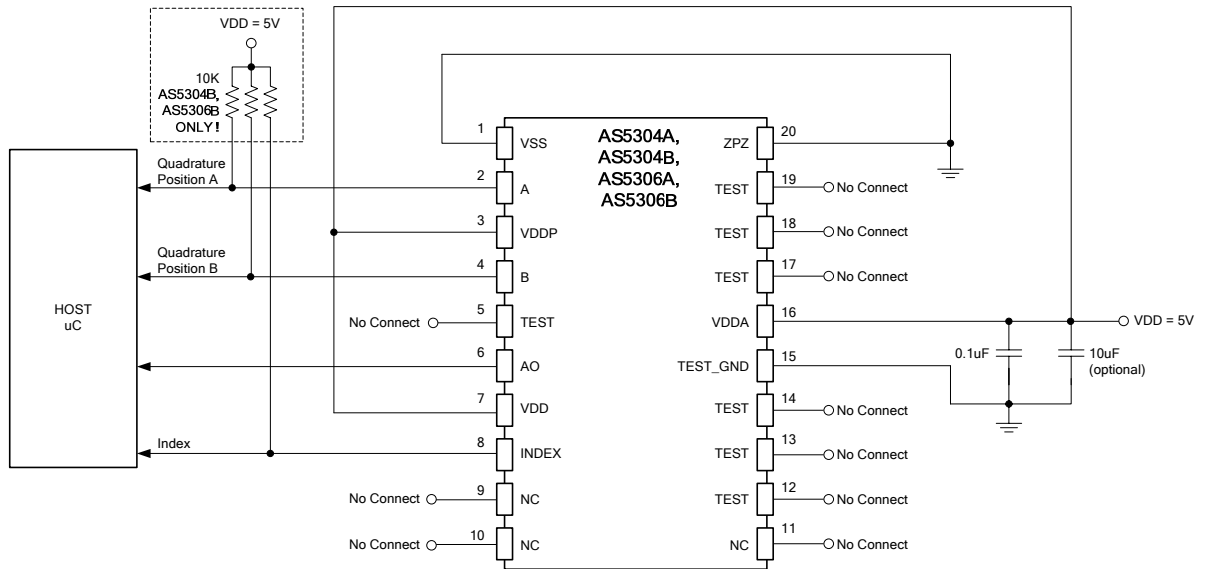 VDD = 5V
10K
AS5304B,
AS5306B
ONLY!
HOST
uC
Quadrature
Position A
Quadrature
Position B
Index
No Connect
No Connect
No Connect
AS5304A,
AS5304B,
AS5306A,
AS5306B
1 VSS
2 A
3 VDDP
4 B
5 TEST
6 AO
7 VDD
8 INDEX
9 NC
10 NC
ZPZ 20
TEST 19 No Connect
TEST 18 No Connect
TEST 17 No Connect
VDDA 16
TEST_GND 15
TEST 14 No Connect
TEST 13 No Connect
TEST 12 No Connect
NC 11 No Connect
VDD = 5V
0.1uF
10uF
(optional)